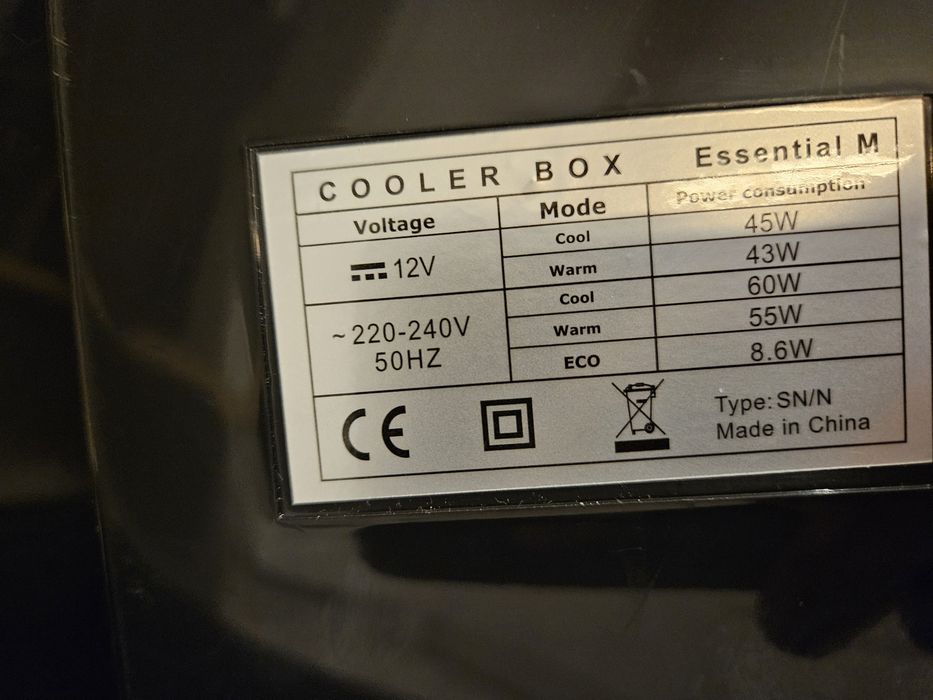 COOLER BOX Essential M
Voltage Mode Power consumption
12V Cool 45W
Warm 43W
~220-240V 50HZ Cool 60W
Warm 55W
ECO 8.6W
CE
Type: SN/N
Made in China